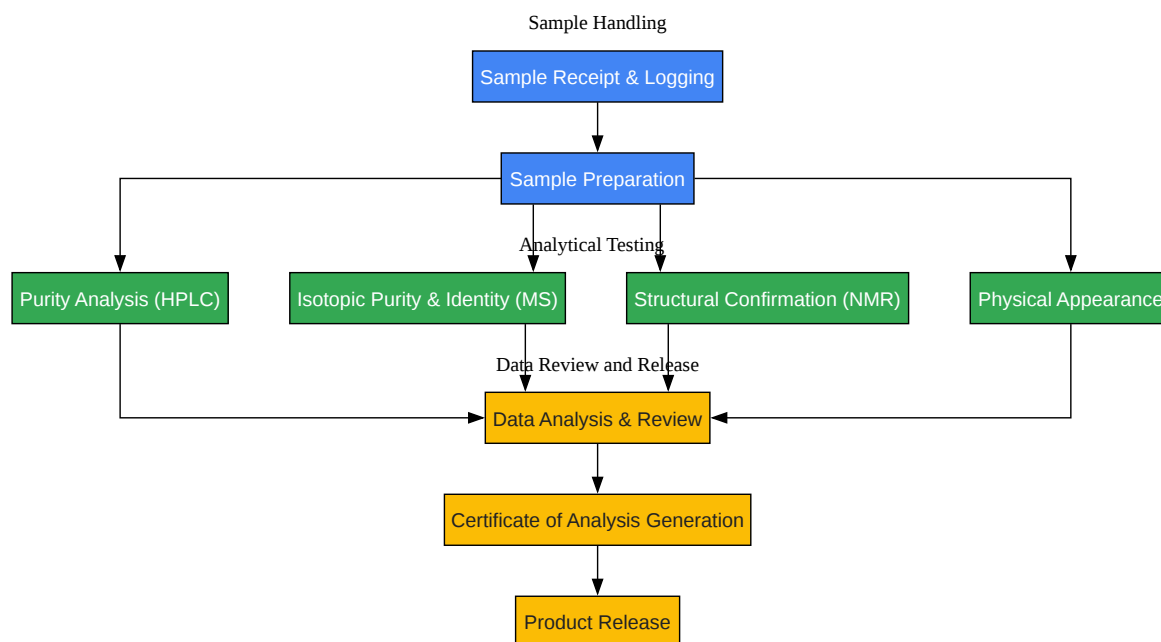 Sample Handling
Sample Receipt & Logging
Sample Preparation
Analytical Testing
Purity Analysis (HPLC)
Isotopic Purity & Identity (MS)
Structural Confirmation (NMR)
Physical Appearance
Data Review and Release
Data Analysis & Review
Certificate of Analysis Generation
Product Release